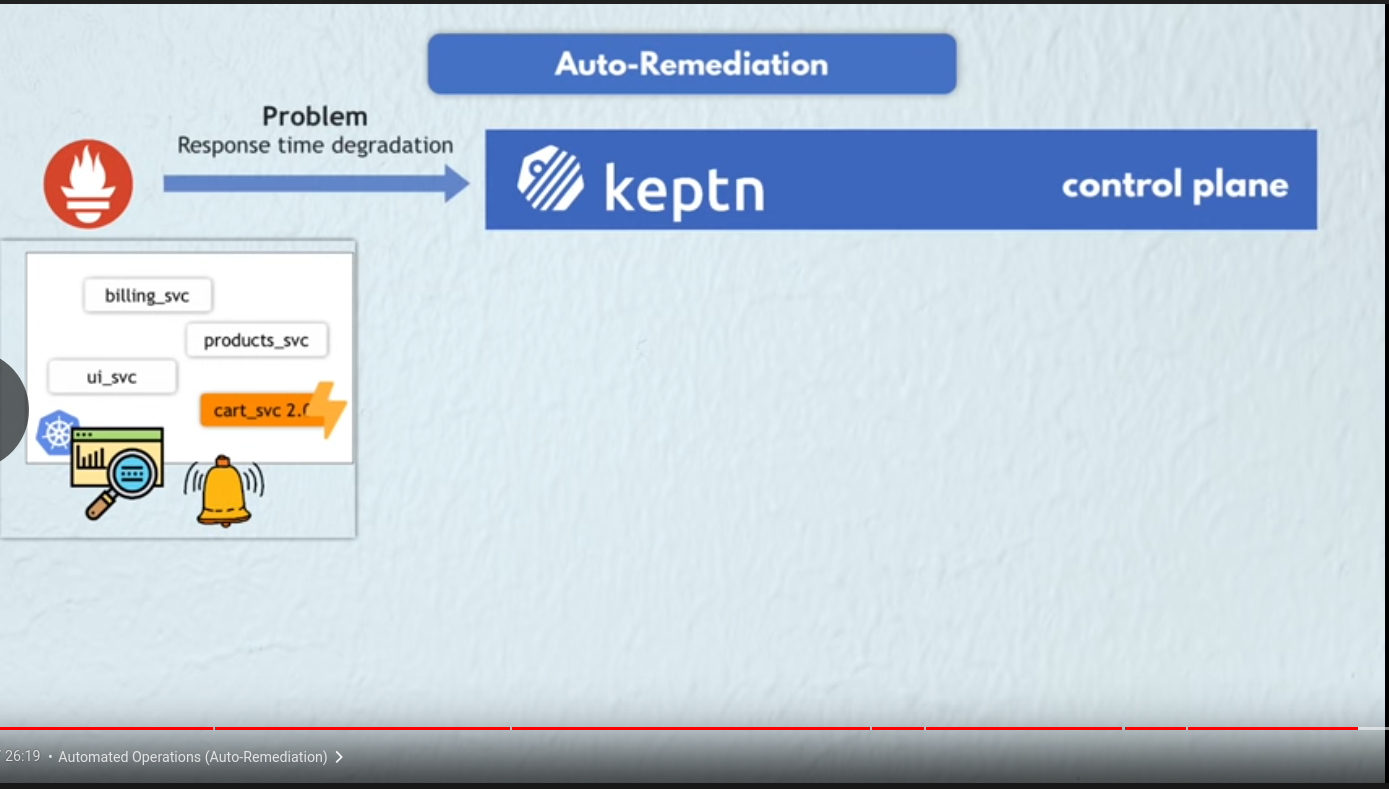 Auto-Remediation
Problem
Response time degradation
keptn
control plane
billing_svc
products_svc
ui_svc
cart_svc 2.0
/ 26:19 • Automated Operations (Auto-Remediation)